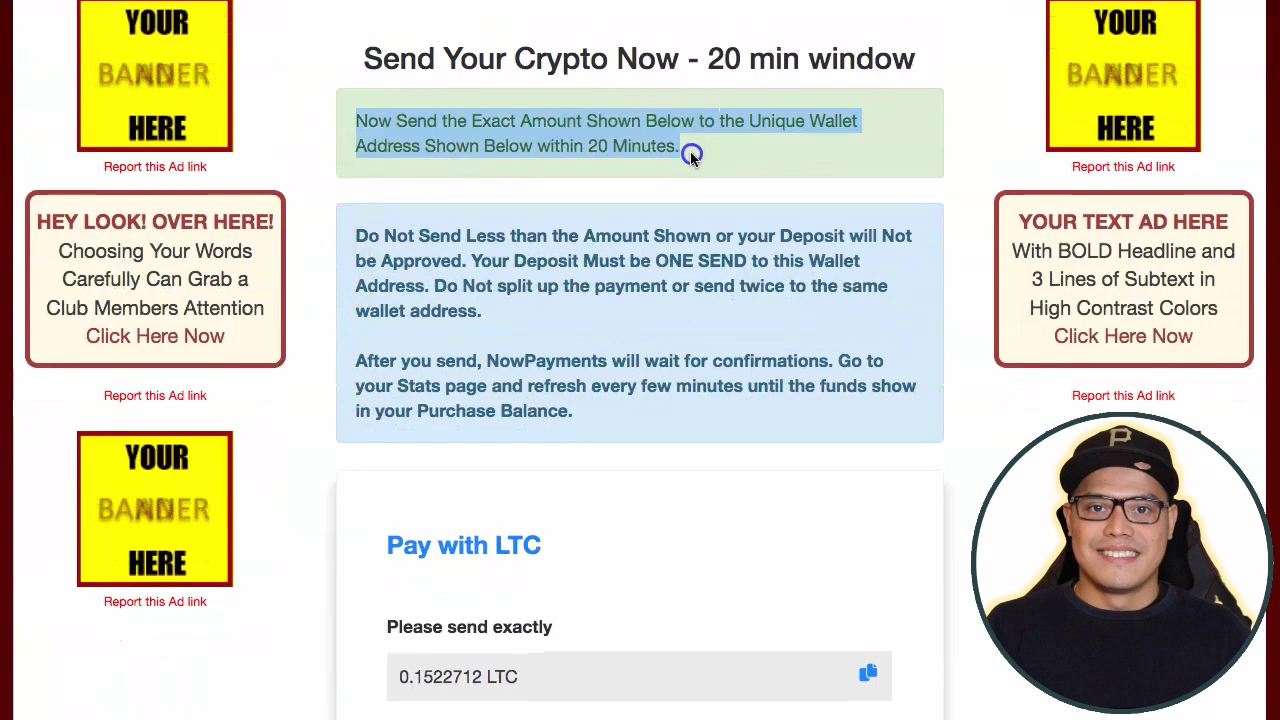 YOUR
BANNER
HERE
Report this Ad link
HEY LOOK! OVER HERE!
Choosing Your Words
Carefully Can Grab a
Club Members Attention
Click Here Now
Report this Ad link
YOUR
BANNER
HERE
Report this Ad link
Send Your Crypto Now - 20 min window
Now Send the Exact Amount Shown Below to the Unique Wallet
Address Shown Below within 20 Minutes.
Do Not Send Less than the Amount Shown or your Deposit will Not
be Approved. Your Deposit Must be ONE SEND to this Wallet
Address. Do Not split up the payment or send twice to the same
wallet address.
After you send, NowPayments will wait for confirmations. Go to
your Stats page and refresh every few minutes until the funds show
in your Purchase Balance.
Pay with LTC
Please send exactly
0.1522712 LTC
YOUR
BANNER
HERE
Report this Ad link
YOUR TEXT AD HERE
With BOLD Headline and
3 Lines of Subtext in
High Contrast Colors
Click Here Now
Report this Ad link
P